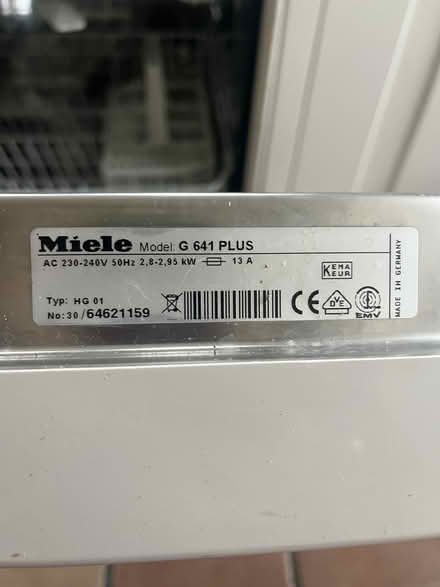 Miele Model: G 641 PLUS
AC 230-240V 50Hz 2,8-2,95 kW 13 A
KEMA
KEUR
Typ: HG 01
No: 30/64621159
CE
VDE
EMV
MADE IN GERMANY